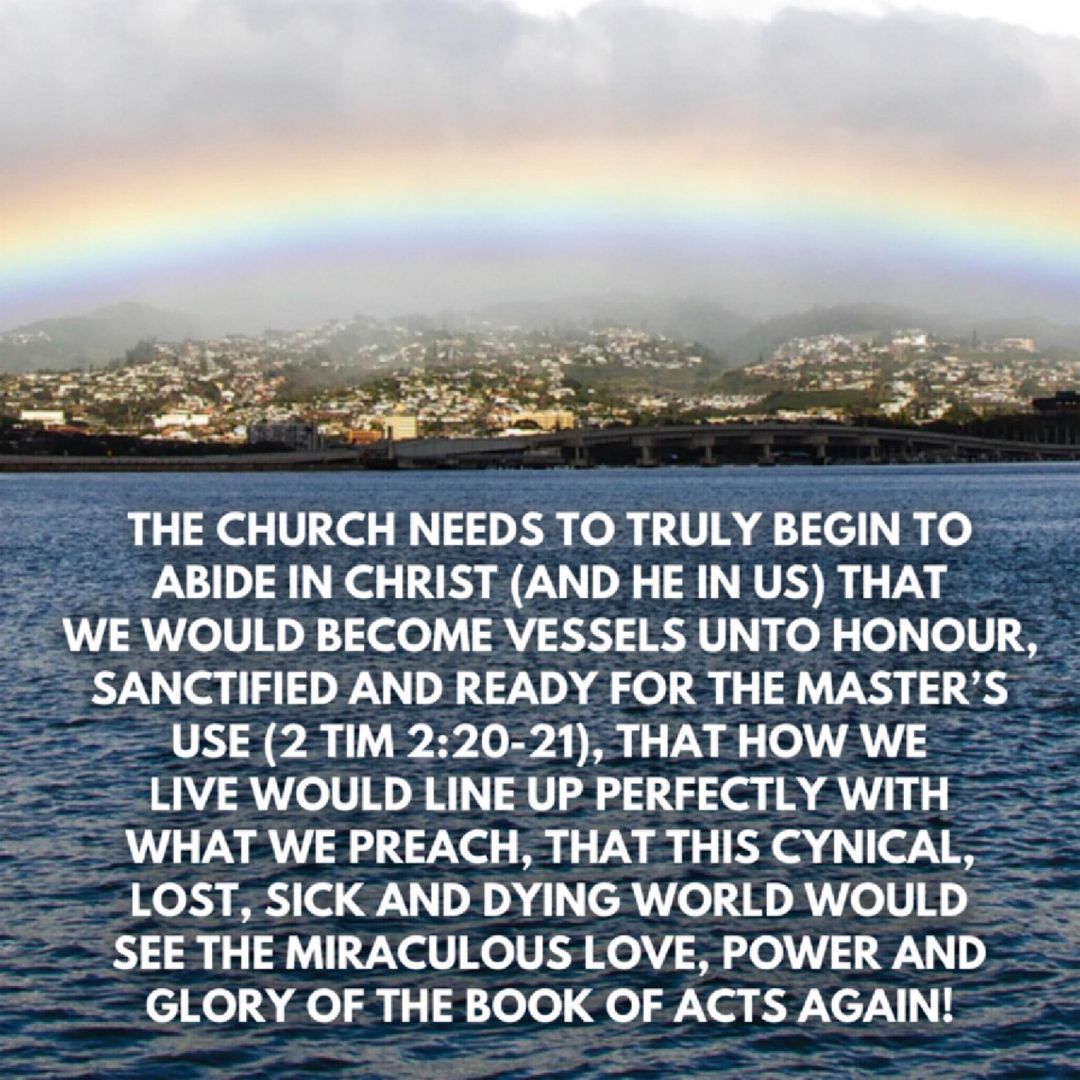 THE CHURCH NEEDS TO TRULY BEGIN TO
ABIDE IN CHRIST (AND HE IN US) THAT
WE WOULD BECOME VESSELS UNTO HONOUR,
SANCTIFIED AND READY FOR THE MASTER’S
USE (2 TIM 2:20-21), THAT HOW WE
LIVE WOULD LINE UP PERFECTLY WITH
WHAT WE PREACH, THAT THIS CYNICAL,
LOST, SICK AND DYING WORLD WOULD
SEE THE MIRACULOUS LOVE, POWER AND
GLORY OF THE BOOK OF ACTS AGAIN!